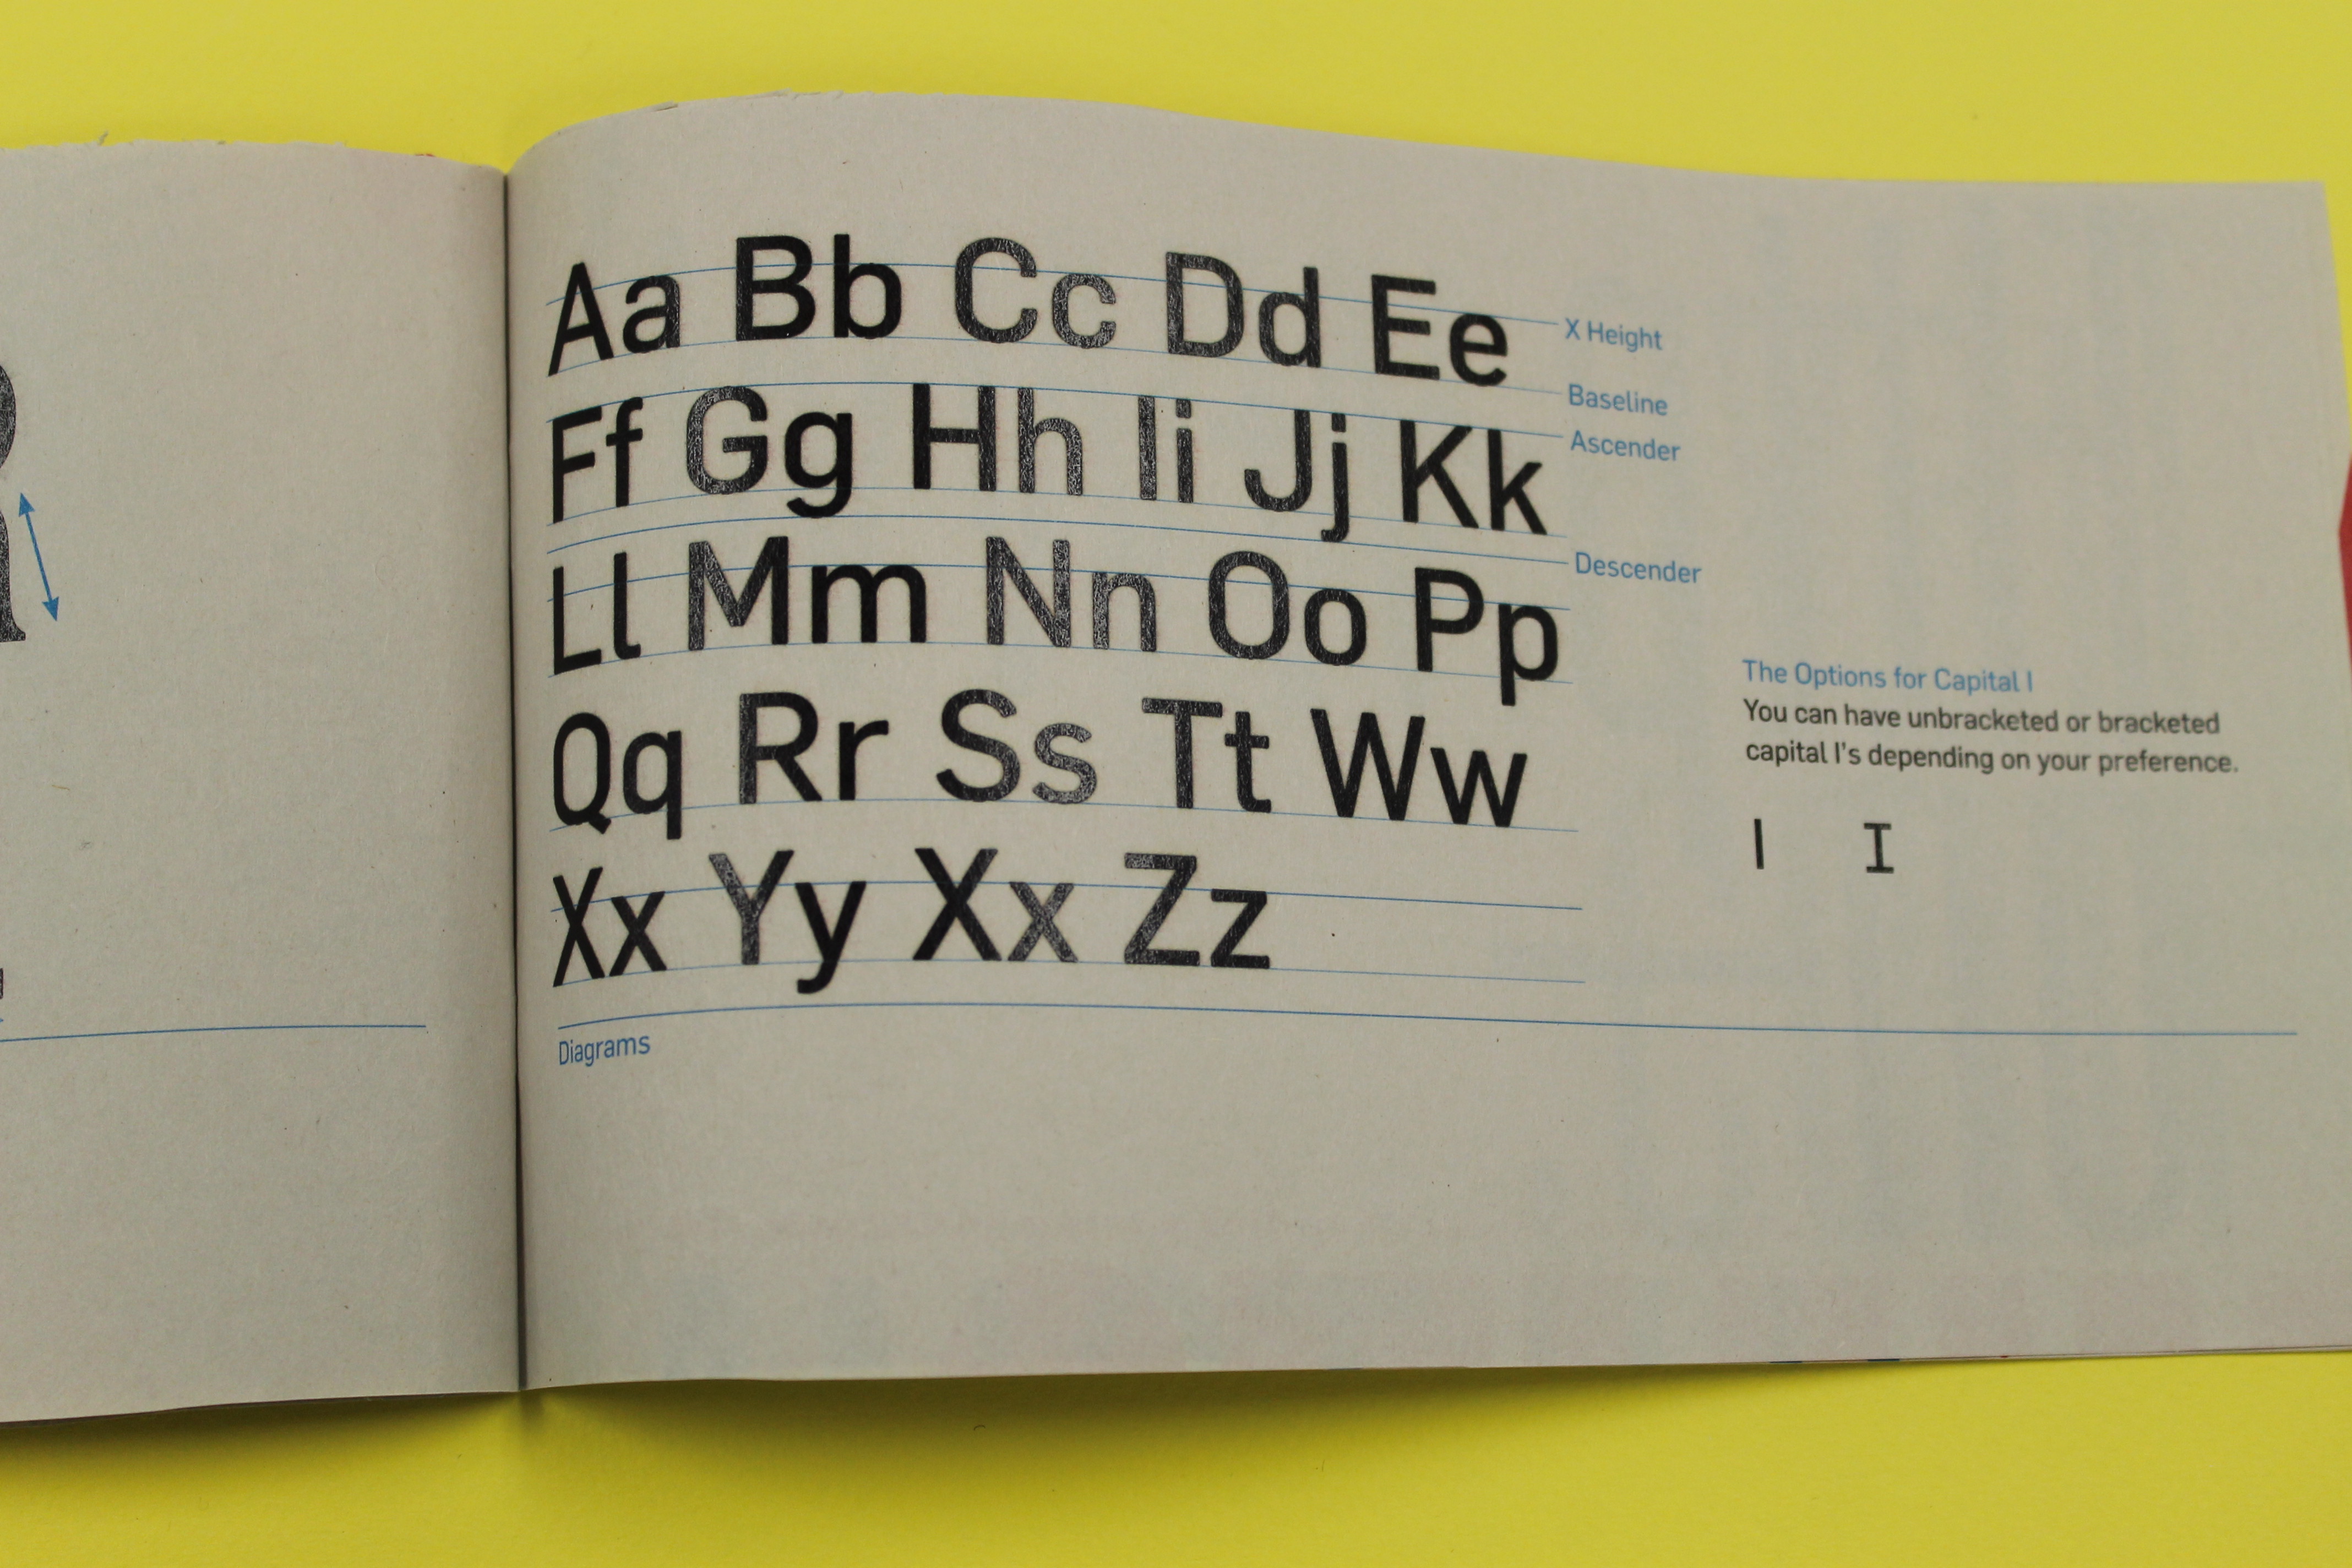 Aa Bb Cc Dd Ee
X Height
Baseline
Ff Gg Hh Ii Jj Kk
Ascender
Descender
Ll Mm Nn Oo Pp
Qq Rr Ss Tt Ww
Xx Yy Xx Zz
The Options for Capital I
You can have unbracketed or bracketed
capital I's depending on your preference.
I I
Diagrams